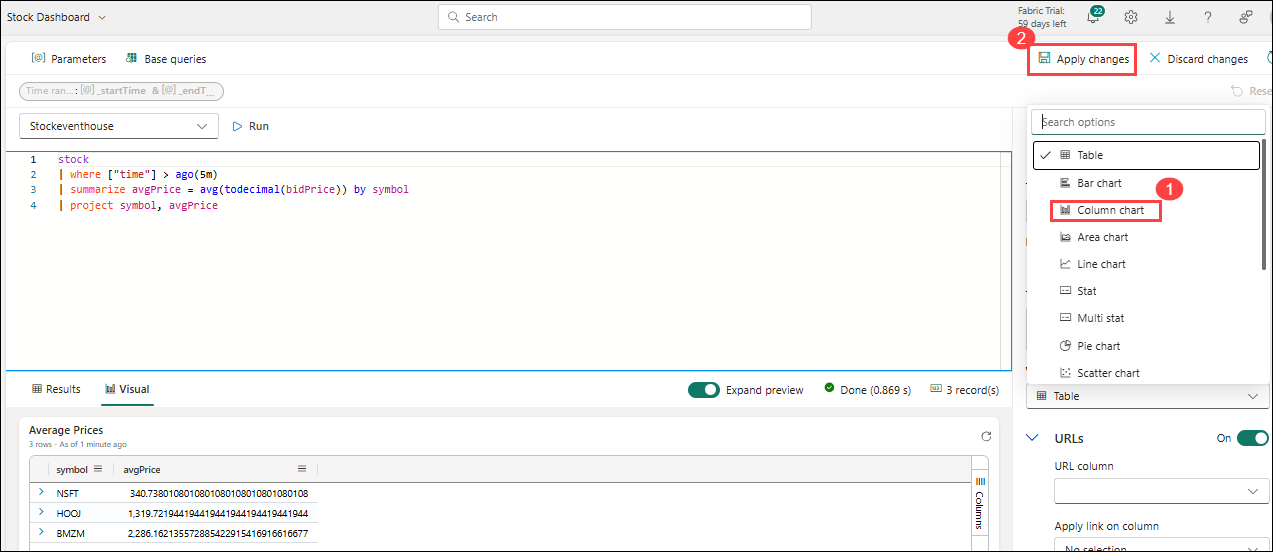 Stock Dashboard
Search
Fabric Trial:
59 days left
22
2
Parameters
Base queries
Apply changes
Discard changes
Time ran... : [@] _startTime & [@] _endT...
Rese
Stockeventhouse
Run
Search options
1 stock
2 | where ["time"] > ago(5m)
3 | summarize avgPrice = avg(todecimal(bidPrice)) by symbol
4 | project symbol, avgPrice
Table
Bar chart
1
Column chart
Area chart
Line chart
Stat
Multi stat
Pie chart
Scatter chart
Table
Results
Visual
Expand preview
Done (0.869 s)
3 record(s)
Average Prices
3 rows - As of 1 minute ago
symbol
avgPrice
NSFT 340.7380108010801080108010801080108
HOOJ 1,319.7219441944194419441944194419441944
BMZM 2,286.1621355728854229154169166166​77
Columns
URLs
On
URL column
Apply link on column
No selection